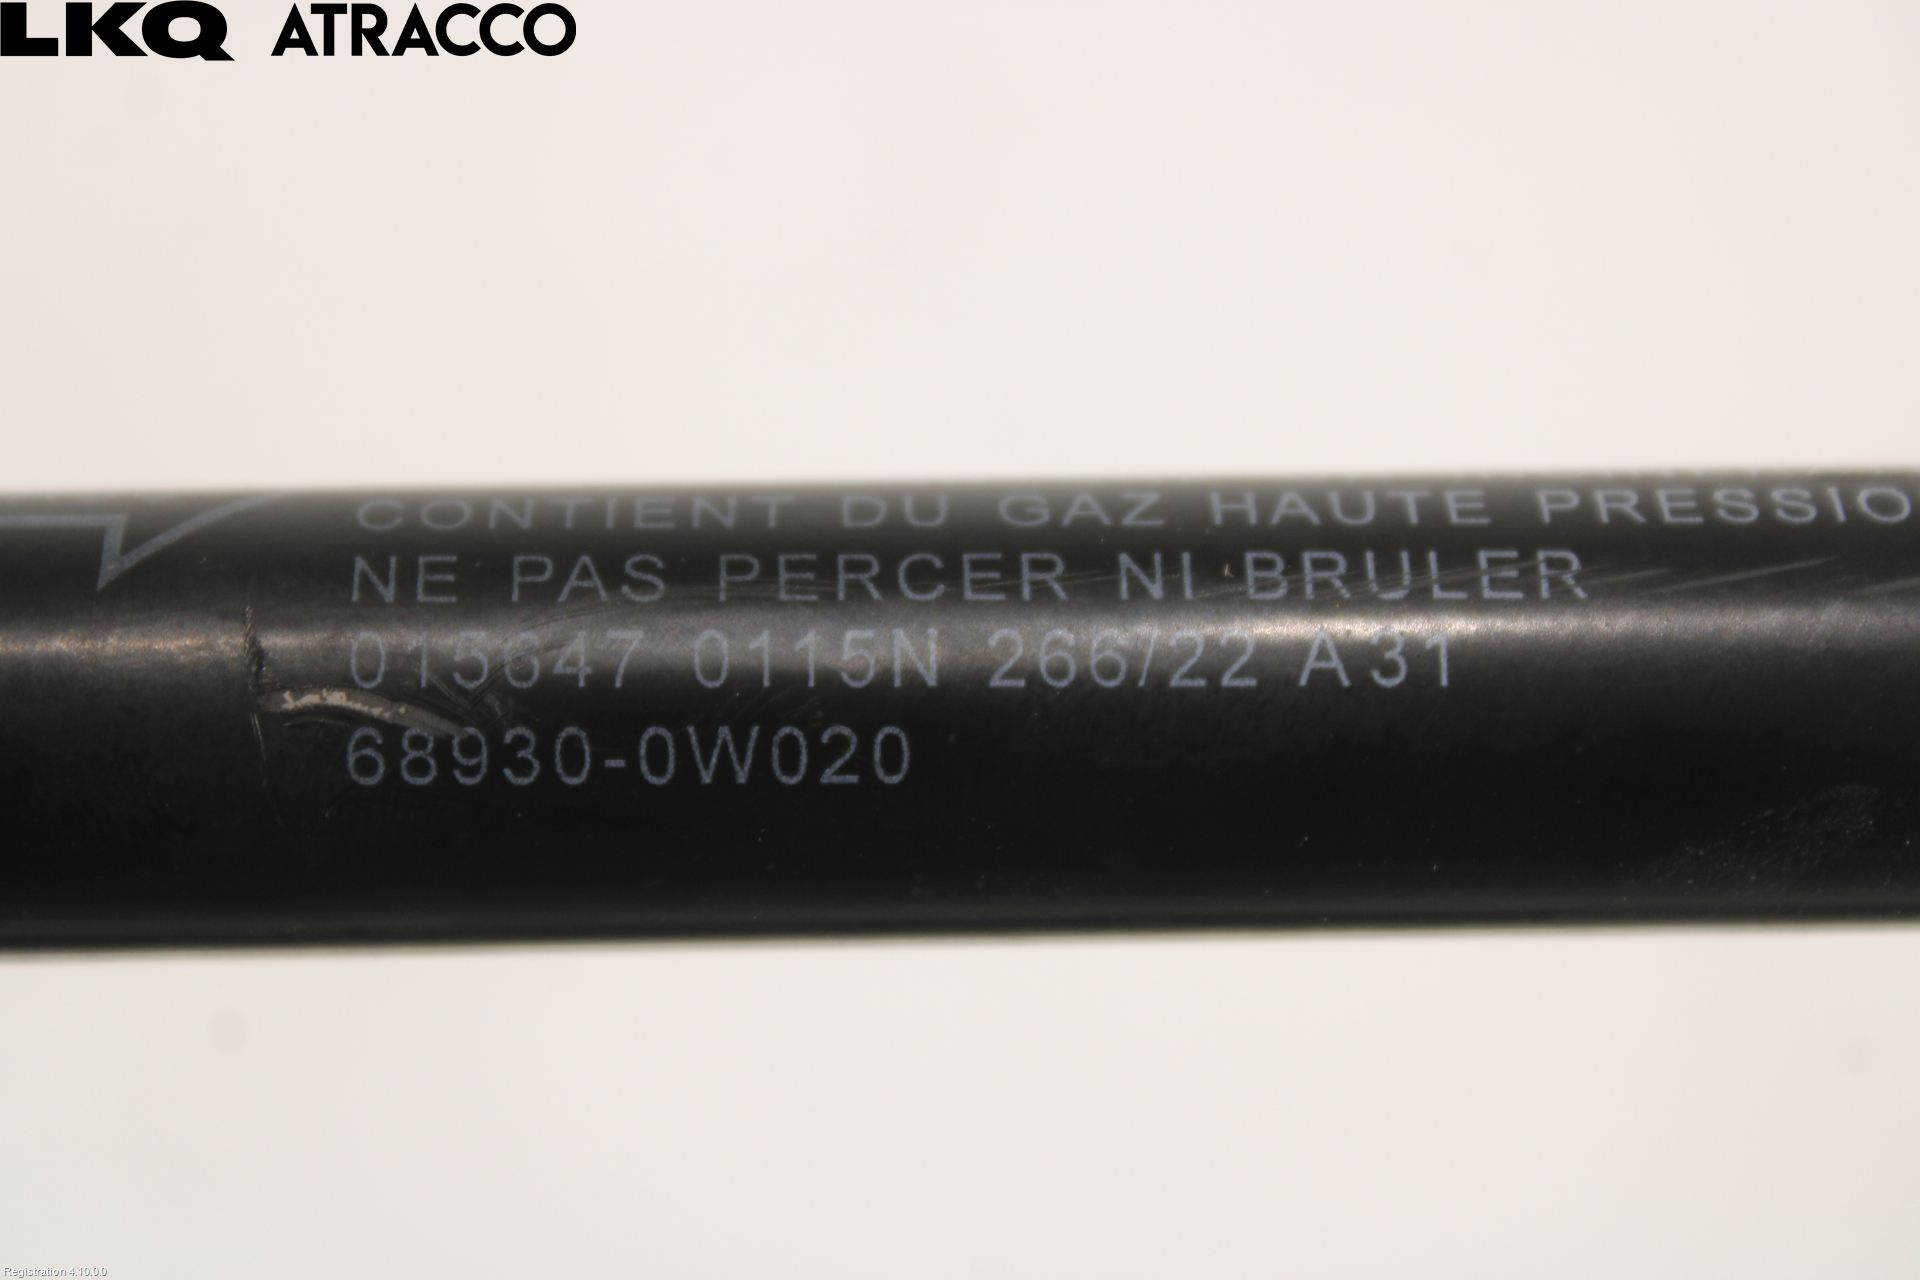 LKQ ATRACCO
CONTIENT DU GAZ HAUTE PRESSIO
NE PAS PERCER NI BRULER
015647 0115N 266/22 A31
68930-0W020
Registration 4.10.0.0